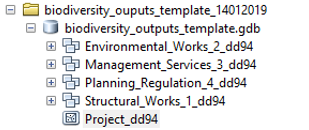 biodiversity_ouputs_template_14012019
biodiversity_outputs_template.gdb
Environmental_Works_2_dd94
Management_Services_3_dd94
Planning_Regulation_4_dd94
Structural_Works_1_dd94
Project_dd94